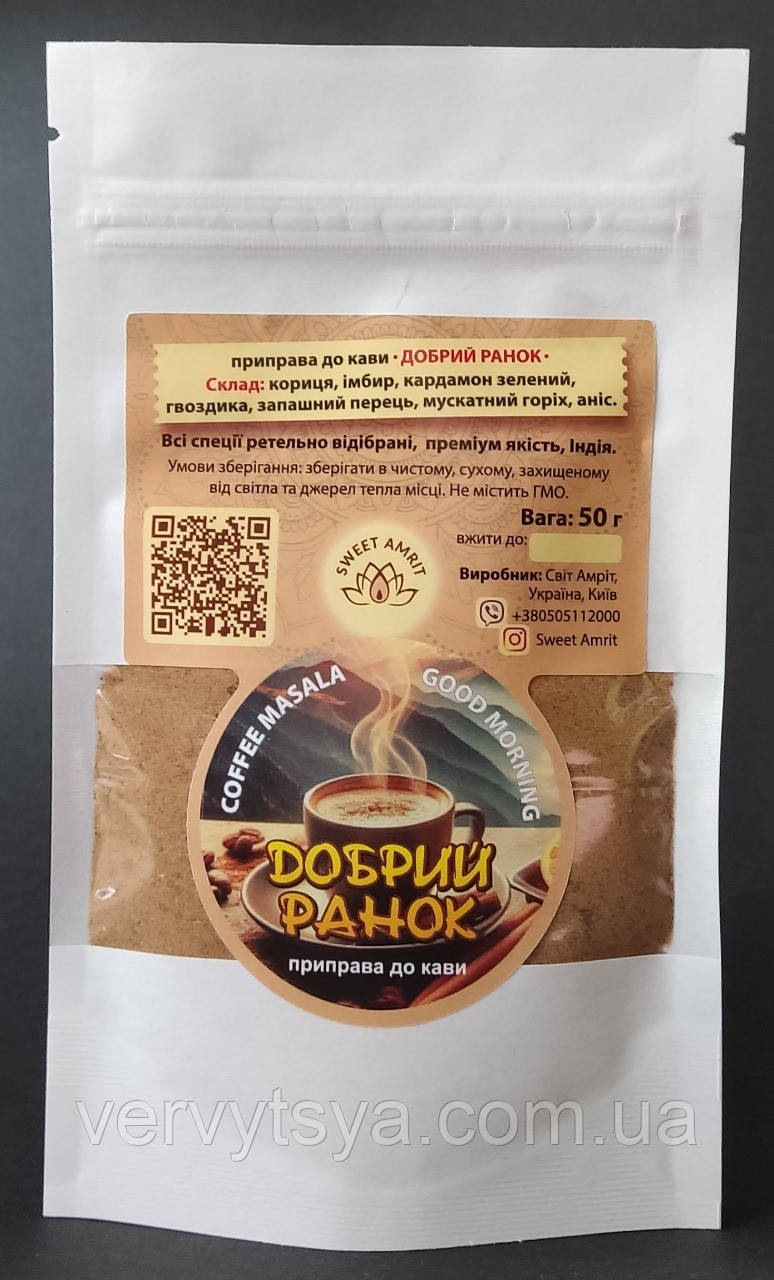 приправа до кави · ДОБРИЙ РАНОК ·
Склад: кориця, імбир, кардамон зелений,
гвоздика, запашний перець, мускатний горіх, аніс.
Всі спеції ретельно відібрані, преміум якість, Індія.
Умови зберігання: зберігати в чистому, сухому, захищеному
від світла та джерел тепла місці. Не містить ГМО.
Вага: 50 г
вжити до:
SWEET AMRIT
Виробник: Світ Амріт,
Україна, Київ
+380505112000
Sweet Amrit
COFFEE MASALA
GOOD MORNING
ДОБРИЙ
РАНОК
приправа до кави
vervytsya.com.ua